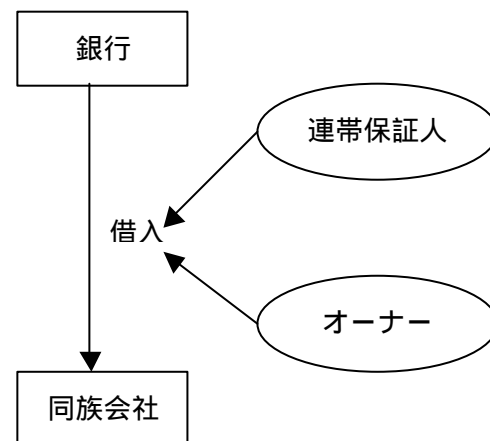 銀行
連帯保証人
借入
オーナー
同族会社